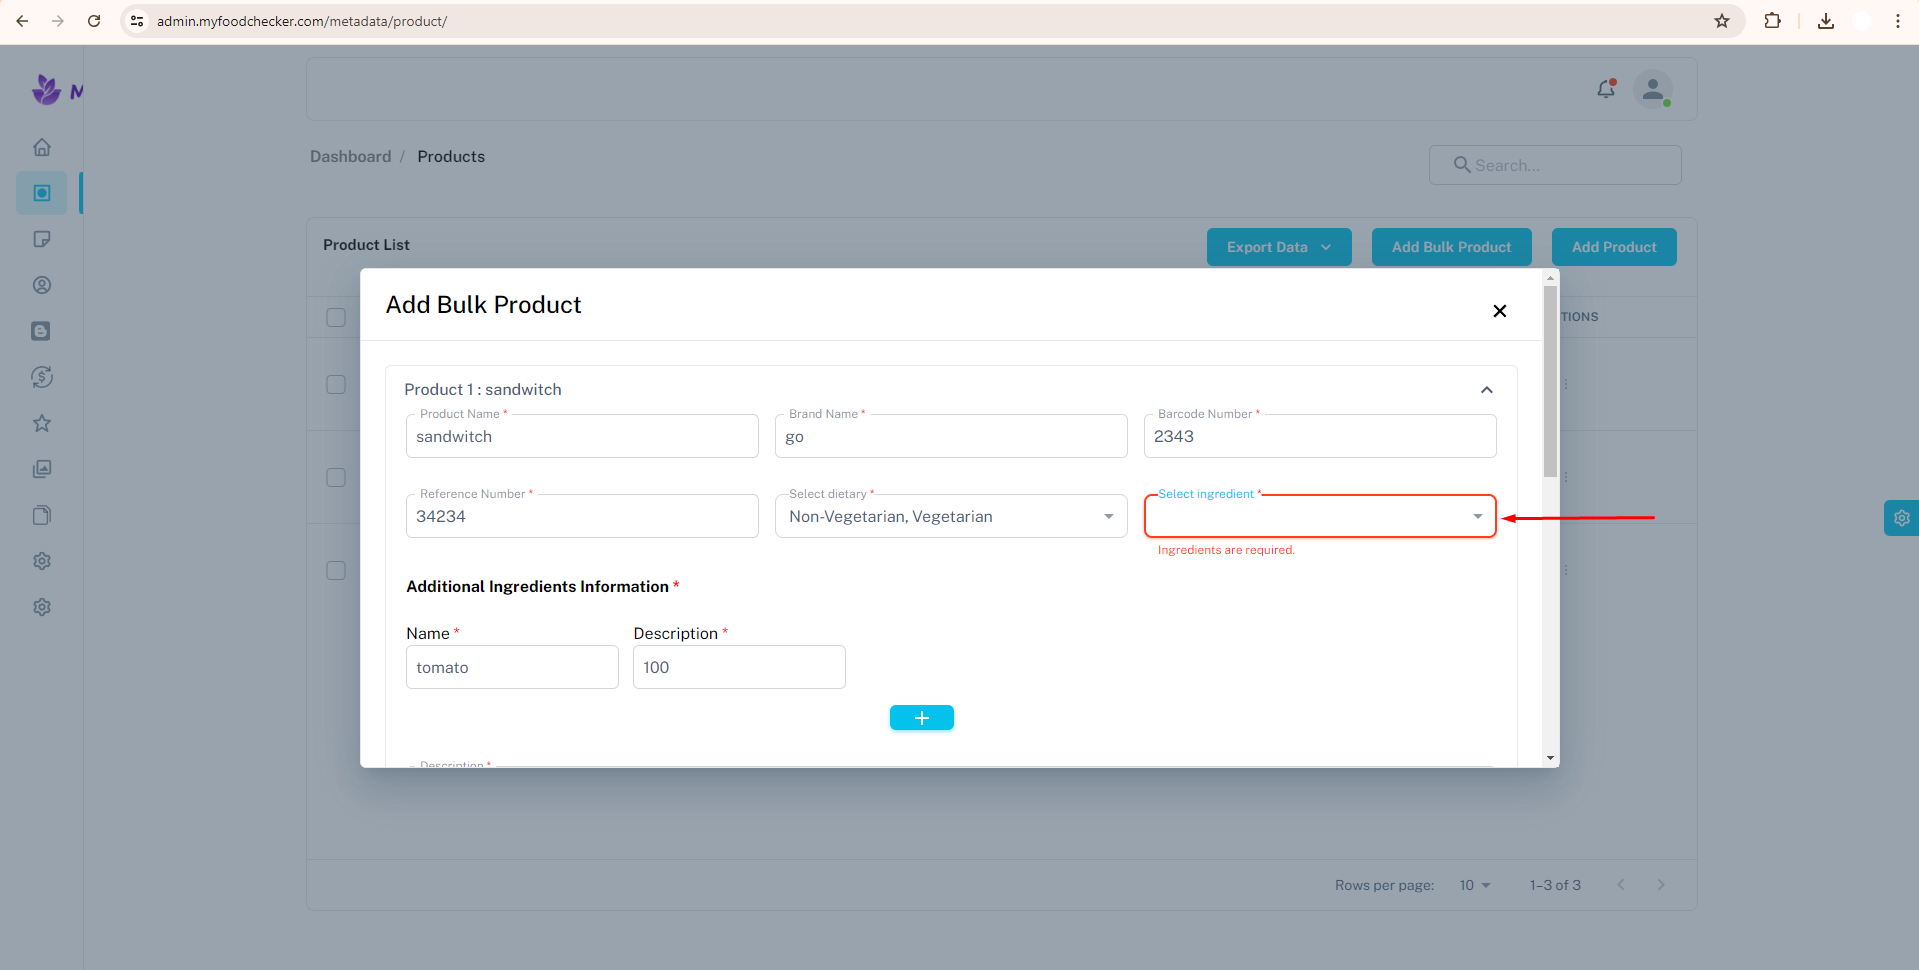 admin.myfoodchecker.com/metadata/product/
M
Dashboard / Products
Search...
Product List
Export Data
Add Bulk Product
Add Product
TIONS
Add Bulk Product
Product 1 : sandwitch
Product Name *
sandwitch
Brand Name *
go
Barcode Number *
2343
Reference Number *
34234
Select dietary *
Non-Vegetarian, Vegetarian
Select ingredient *
Ingredients are required.
Additional Ingredients Information *
Name *
tomato
Description *
100
Description *
Rows per page:
10
1–3 of 3